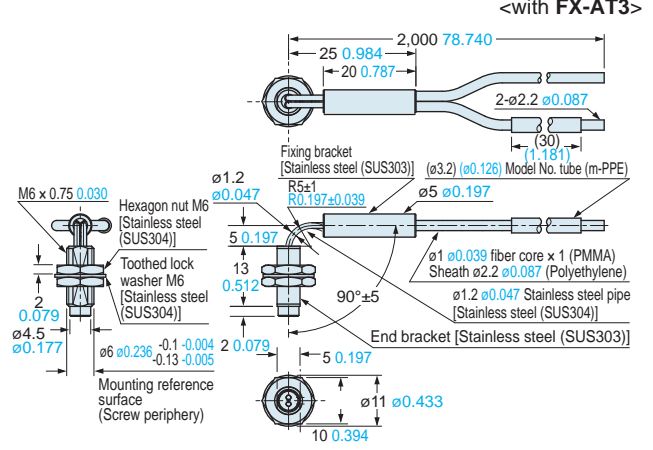 <with FX-AT3>
2,000 78.740
25 0.984
20 0.787
2-ø2.2 ø0.087
(30)
(1.181)
Fixing bracket
[Stainless steel (SUS303)]
(ø3.2) (ø0.126) Model No. tube (m-PPE)
ø1.2
ø0.047
R5±1
R0.197±0.039
ø5 ø0.197
M6 x 0.75 0.030
Hexagon nut M6
[Stainless steel
(SUS304)]
Toothed lock
washer M6
[Stainless steel
(SUS304)]
5 0.197
13
0.512
90°±5
ø1 ø0.039 fiber core × 1 (PMMA)
Sheath ø2.2 ø0.087 (Polyethylene)
ø1.2 ø0.047 Stainless steel pipe
[Stainless steel (SUS304)]
End bracket [Stainless steel (SUS303)]
2
0.079
ø4.5
ø0.177
ø6 ø0.236 -0.1 -0.004
-0.13 -0.005
2 0.079
5 0.197
Mounting reference
surface
(Screw periphery)
ø11 ø0.433
10 0.394